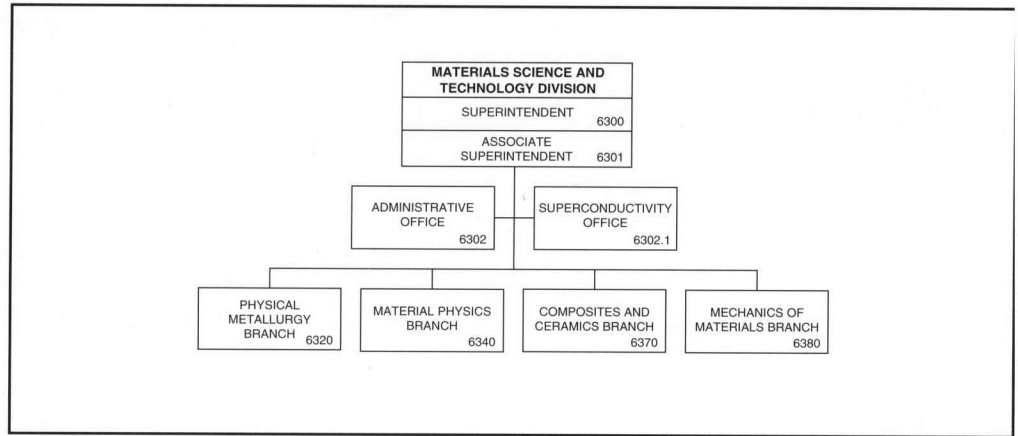 MATERIALS SCIENCE AND
TECHNOLOGY DIVISION
SUPERINTENDENT
6300
ASSOCIATE
SUPERINTENDENT 6301
ADMINISTRATIVE
OFFICE
6302
SUPERCONDUCTIVITY
OFFICE
6302.1
PHYSICAL
METALLURGY
BRANCH 6320
MATERIAL PHYSICS
BRANCH
6340
COMPOSITES AND
CERAMICS BRANCH
6370
MECHANICS OF
MATERIALS BRANCH
6380